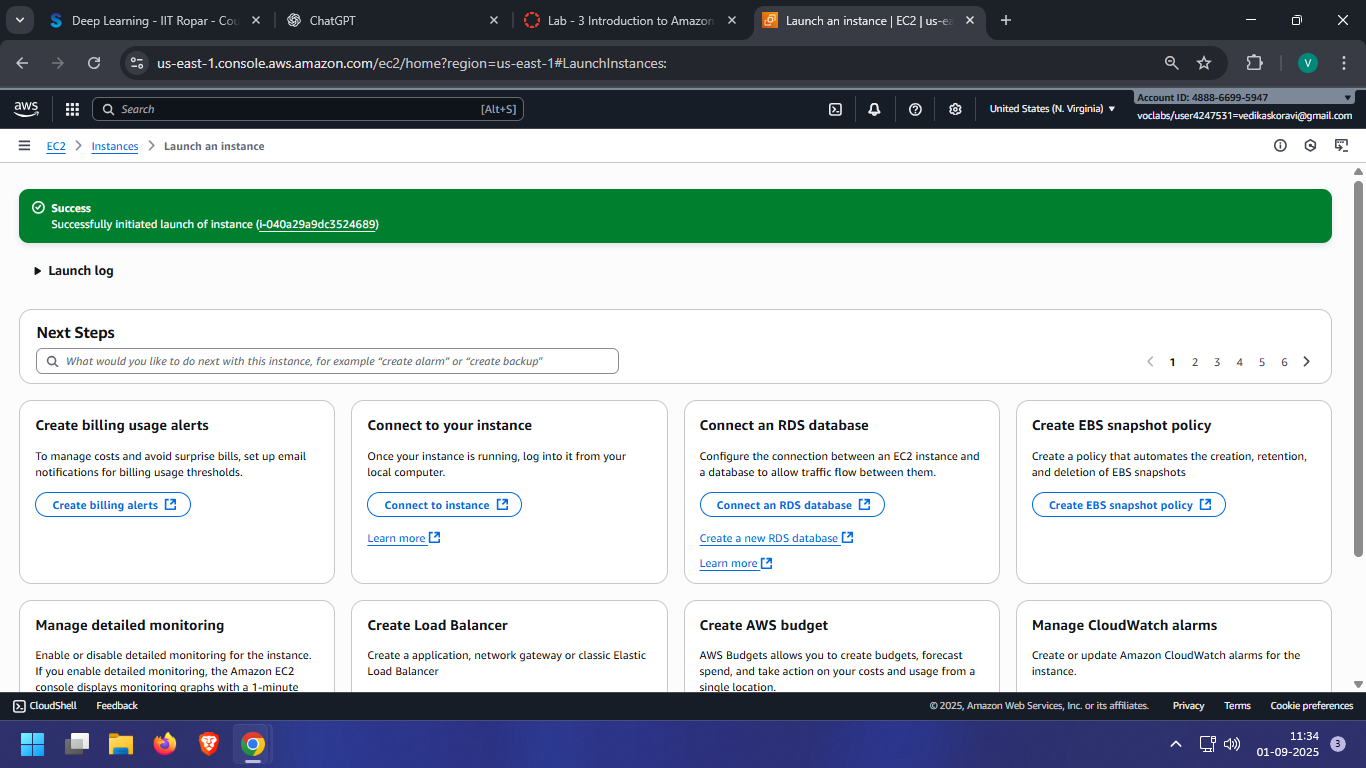 Deep Learning - IIT Ropar - Cou
ChatGPT
Lab - 3 Introduction to Amazon
Launch an instance | EC2 | us-ea
us-east-1.console.aws.amazon.com/ec2/home?region=us-east-1#LaunchInstances:
V
aws
Search
[Alt+S]
United States (N. Virginia)
Account ID: 4888-6699-5947
voclabs/user4247531=vedikaskoravi@gmail.com
EC2
Instances
Launch an instance
Success
Successfully initiated launch of instance (i-040a29a9dc3524689)
Launch log
Next Steps
What would you like to do next with this instance, for example "create alarm" or "create backup"
1 2 3 4 5 6
Create billing usage alerts
To manage costs and avoid surprise bills, set up email
notifications for billing usage thresholds.
Create billing alerts
Connect to your instance
Once your instance is running, log into it from your
local computer.
Connect to instance
Learn more
Connect an RDS database
Configure the connection between an EC2 instance and
a database to allow traffic flow between them.
Connect an RDS database
Create a new RDS database
Learn more
Create EBS snapshot policy
Create a policy that automates the creation, retention,
and deletion of EBS snapshots
Create EBS snapshot policy
Manage detailed monitoring
Enable or disable detailed monitoring for the instance.
If you enable detailed monitoring, the Amazon EC2
console displays monitoring graphs with a 1-minute
Create Load Balancer
Create a application, network gateway or classic Elastic
Load Balancer
Create AWS budget
AWS Budgets allows you to create budgets, forecast
spend, and take action on your costs and usage from a
single location.
Manage CloudWatch alarms
Create or update Amazon CloudWatch alarms for the
instance.
CloudShell
Feedback
© 2025, Amazon Web Services, Inc. or its affiliates.
Privacy
Terms
Cookie preferences
11:34
01-09-2025
3